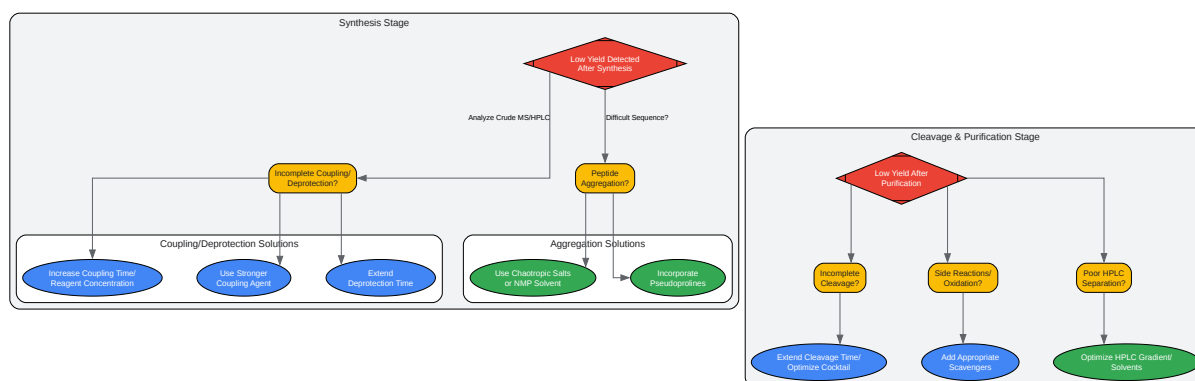 Synthesis Stage
Low Yield Detected
After Synthesis
Analyze Crude MS/HPLC
Difficult Sequence?
Incomplete Coupling/
Deprotection?
Peptide
Aggregation?
Coupling/Deprotection Solutions
Increase Coupling Time/
Reagent Concentration
Use Stronger
Coupling Agent
Extend
Deprotection Time
Aggregation Solutions
Use Chaotropic Salts
or NMP Solvent
Incorporate
Pseudoprolines
Cleavage & Purification Stage
Low Yield After
Purification
Incomplete
Cleavage?
Side Reactions/
Oxidation?
Poor HPLC
Separation?
Extend Cleavage Time/
Optimize Cocktail
Add Appropriate
Scavengers
Optimize HPLC Gradient/
Solvents